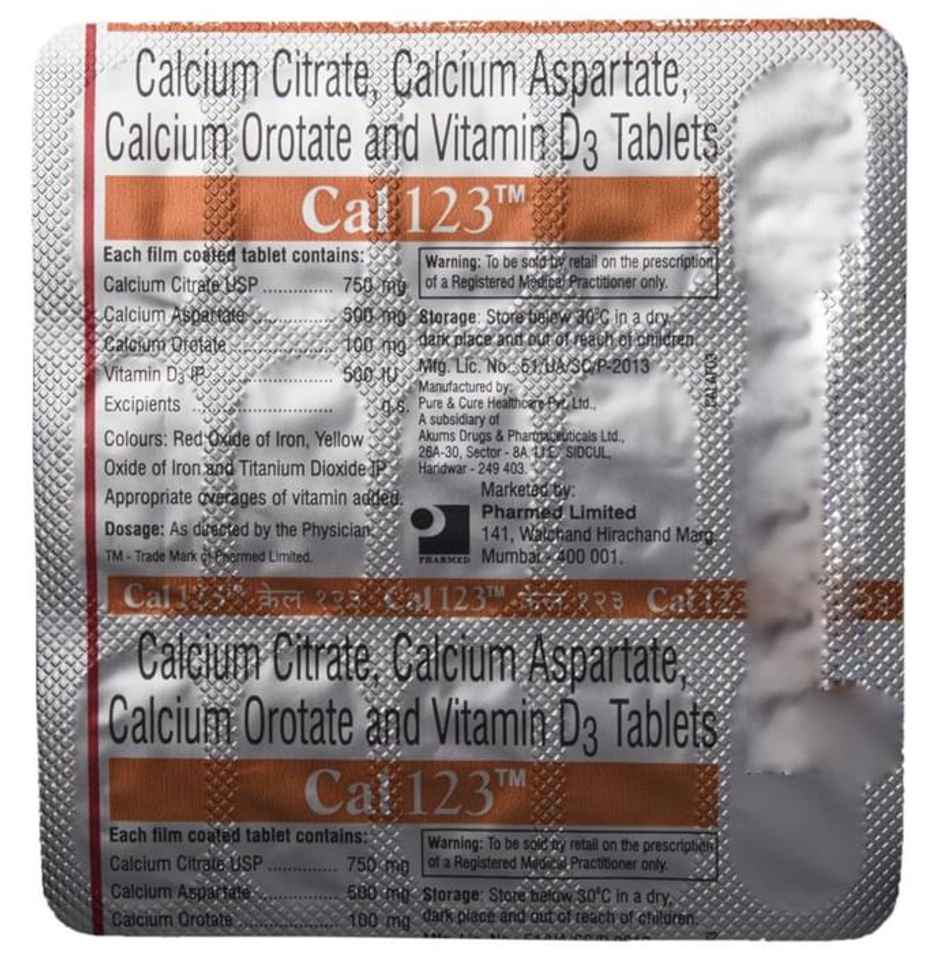 Calcium Citrate, Calcium Aspartate,
Calcium Orotate and Vitamin D3 Tablets
Cal 123™
Each film coated tablet contains:
Calcium Citrate USP .............. 750 mg
Calcium Aspartate ............... 500 mg
Calcium Orotate .................... 100 mg
Vitamin D3 IP ....................... 500 IU
Excipients .......................... q.s.
Colours: Red Oxide of Iron, Yellow
Oxide of Iron and Titanium Dioxide IP
Appropriate overages of vitamin added.
Dosage: As directed by the Physician.
TM - Trade Mark of Pharmed Limited.
Warning: To be sold by retail on the prescription
of a Registered Medical Practitioner only.
Storage: Store below 30°C in a dry,
dark place and out of reach of children.
Mfg. Lic. No.: 51/UA/SC/P-2013
Manufactured by:
Pure & Cure Healthcare Pvt. Ltd.,
A subsidiary of
Akums Drugs & Pharmaceuticals Ltd.,
26A-30, Sector - 8A, I.I.E., SIDCUL,
Haridwar - 249 403.
Marketed by:
Pharmed Limited
141, Walchand Hirachand Marg,
Mumbai - 400 001.
PHARMED
Cal 123™ केल १२३ Cal 123™ केल १२३ Cal 123
Calcium Citrate, Calcium Aspartate,
Calcium Orotate and Vitamin D3 Tablets
Cal 123™
Each film coated tablet contains:
Calcium Citrate USP .............. 750 mg
Calcium Aspartate ............... 500 mg
Calcium Orotate .................... 100 mg
Warning: To be sold by retail on the prescription
of a Registered Medical Practitioner only.
Storage: Store below 30°C in a dry,
dark place and out of reach of children.